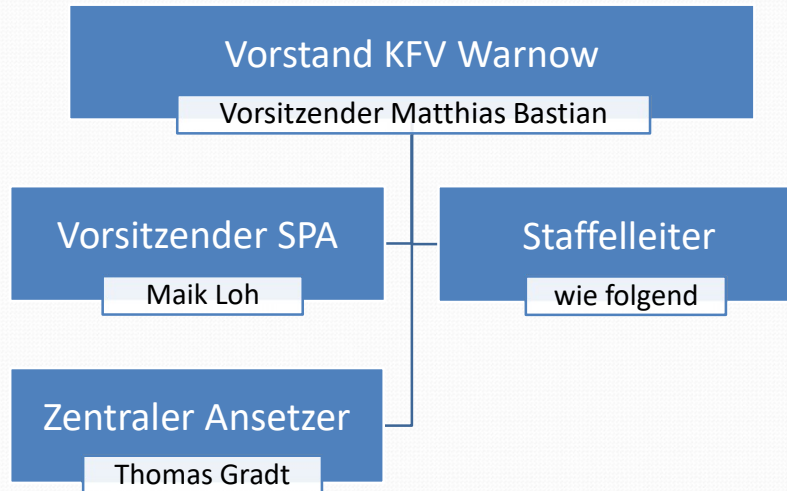 Vorstand KFV Warnow
Vorsitzender Matthias Bastian
Vorsitzender SPA
Maik Loh
Staffelleiter
wie folgend
Zentraler Ansetzer
Thomas Gradt